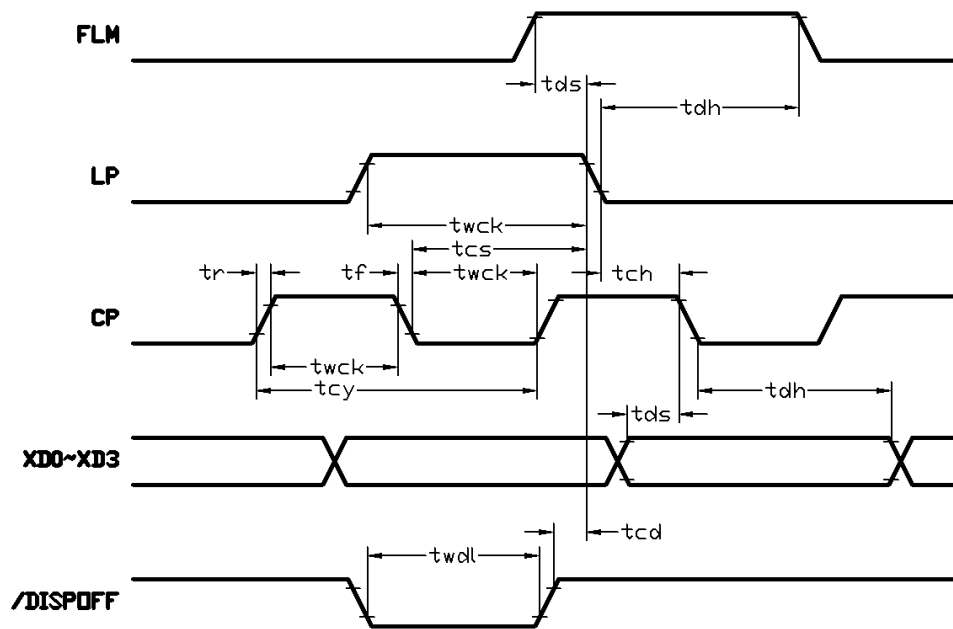 FLM
tds
tdh
LP
twck
tcs
tr
tf
twck
tch
CP
twck
tcy
tdh
tds
XD0~XD3
tcd
twdl
/DISPOFF